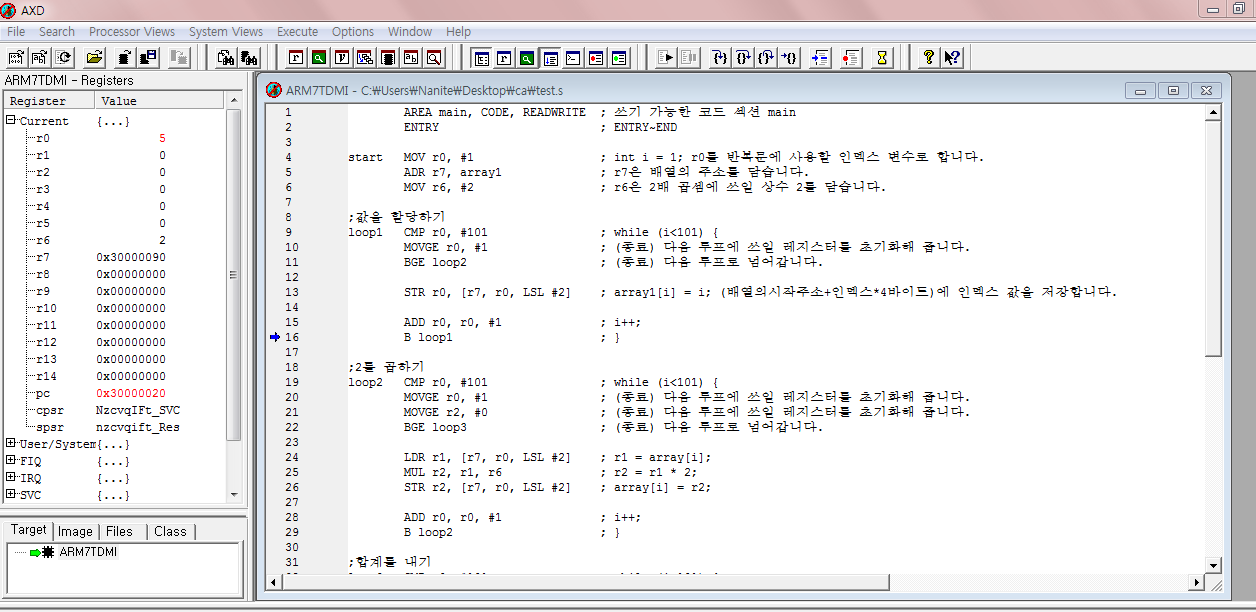 AXD
File Search Processor Views System Views Execute Options Window Help
ARM7TDMI - Registers
Register Value
Current {...}
r0 5
r1 0
r2 0
r3 0
r4 0
r5 0
r6 2
r7 0x30000090
r8 0x00000000
r9 0x00000000
r10 0x00000000
r11 0x00000000
r12 0x00000000
r13 0x00000000
r14 0x00000000
pc 0x30000020
cpsr NzcvqIFt_SVC
spsr nzcvqift_Res
User/System{...}
FIQ {...}
IRQ {...}
SVC {...}
Target Image Files Class
ARM7TDMI
ARM7TDMI - C:₩Users₩Nanite₩Desktop₩ca₩test.s
1 AREA main, CODE, READWRITE ; 쓰기 가능한 코드 섹션 main
2 ENTRY ; ENTRY~END
3
4 start MOV r0, #1 ; int i = 1; r0를 반복문에 사용할 인덱스 변수로 합니다.
5 ADR r7, array1 ; r7은 배열의 주소를 담습니다.
6 MOV r6, #2 ; r6은 2배 곱셈에 쓰일 상수 2를 담습니다.
7
8 ;값을 할당하기
9 loop1 CMP r0, #101 ; while (i<101) {
10 MOVGE r0, #1 ; (종료) 다음 루프에 쓰일 레지스터를 초기화해 줍니다.
11 BGE loop2 ; (종료) 다음 루프로 넘어갑니다.
12
13 STR r0, [r7, r0, LSL #2] ; array1[i] = i; (배열의시작주소+인덱스*4바이트)에 인덱스 값을 저장합니다.
14
15 ADD r0, r0, #1 ; i++;
16 B loop1 ; }
17
18 ;2를 곱하기
19 loop2 CMP r0, #101 ; while (i<101) {
20 MOVGE r0, #1 ; (종료) 다음 루프에 쓰일 레지스터를 초기화해 줍니다.
21 MOVGE r2, #0 ; (종료) 다음 루프에 쓰일 레지스터를 초기화해 줍니다.
22 BGE loop3 ; (종료) 다음 루프로 넘어갑니다.
23
24 LDR r1, [r7, r0, LSL #2] ; r1 = array[i];
25 MUL r2, r1, r6 ; r2 = r1 * 2;
26 STR r2, [r7, r0, LSL #2] ; array[i] = r2;
27
28 ADD r0, r0, #1 ; i++;
29 B loop2 ; }
30
31 ;합계를 내기